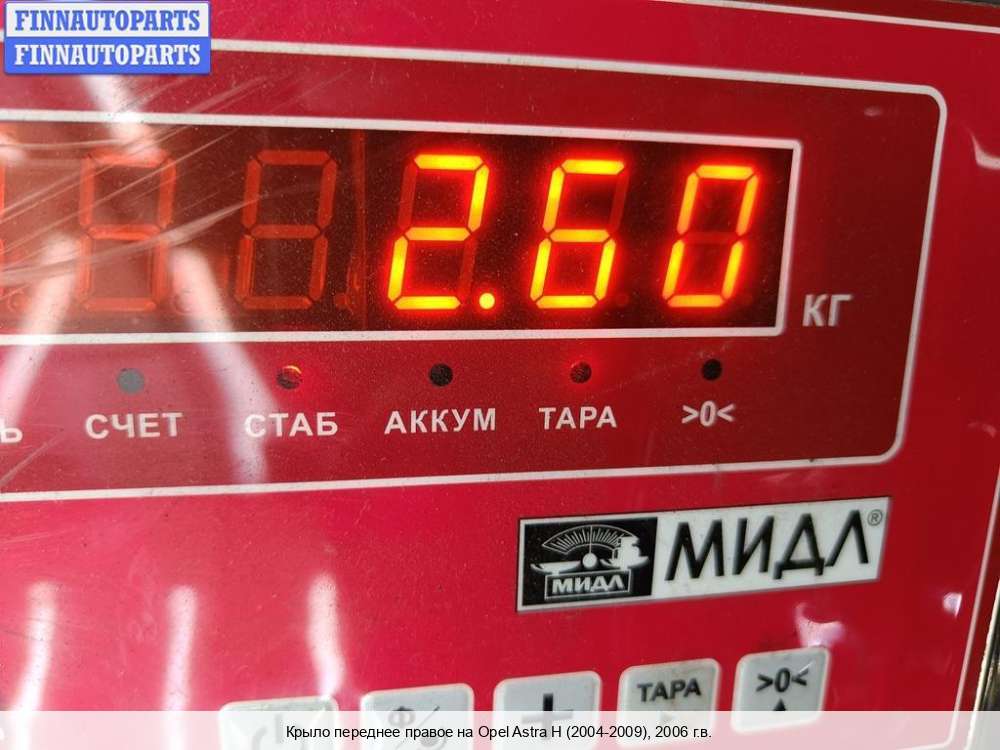 FINNAUTOPARTS
FINNAUTOPARTS
2.60
КГ
СЧЕТ СТАБ АККУМ ТАРА >0<
МИДЛ МИДЛ®
+ ТАРА >0<
Крыло переднее правое на Opel Astra H (2004-2009), 2006 г.в.